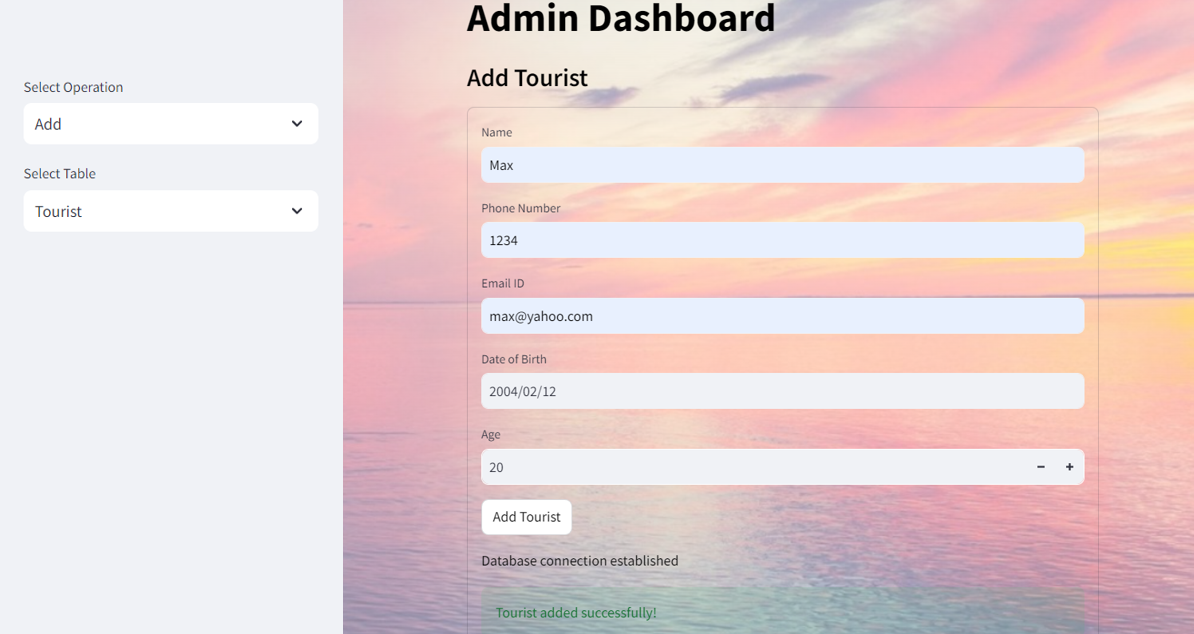 Select Operation
Add
Select Table
Tourist
Admin Dashboard
Add Tourist
Name
Max
Phone Number
1234
Email ID
max@yahoo.com
Date of Birth
2004/02/12
Age
20
Add Tourist
Database connection established
Tourist added successfully!